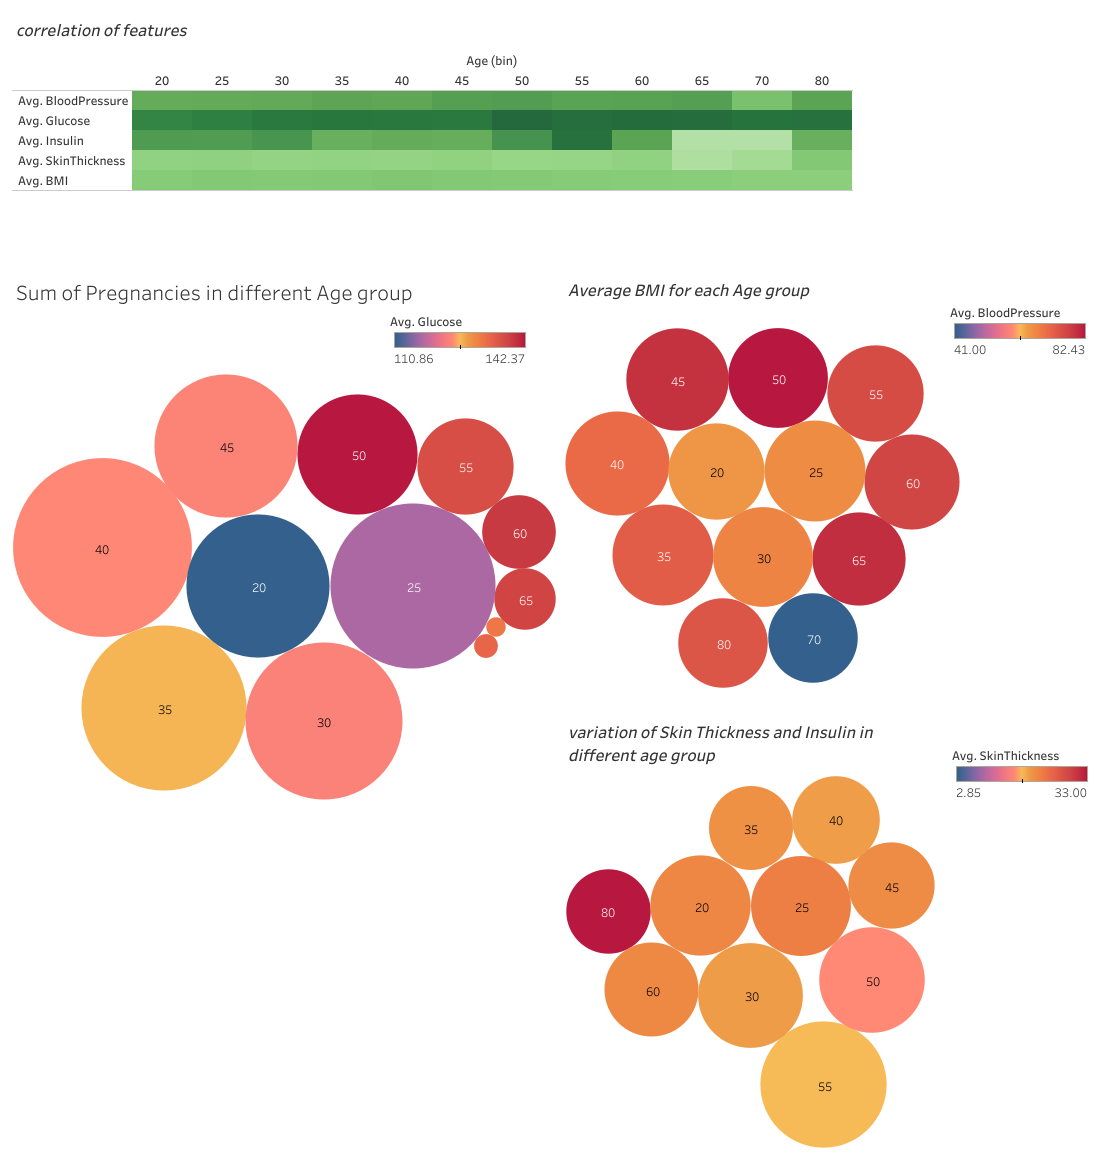 correlation of features
Age (bin)
20 25 30 35 40 45 50 55 60 65 70 80
Avg. BloodPressure
Avg. Glucose
Avg. Insulin
Avg. SkinThickness
Avg. BMI
Sum of Pregnancies in different Age group
Avg. Glucose
110.86 142.37
45
50
55
60
40
20
25
65
35
30
Average BMI for each Age group
Avg. BloodPressure
41.00 82.43
45
50
55
40
20
25
60
35
30
65
80
70
variation of Skin Thickness and Insulin in
different age group
Avg. SkinThickness
2.85 33.00
35
40
45
80
20
25
60
30
50
55